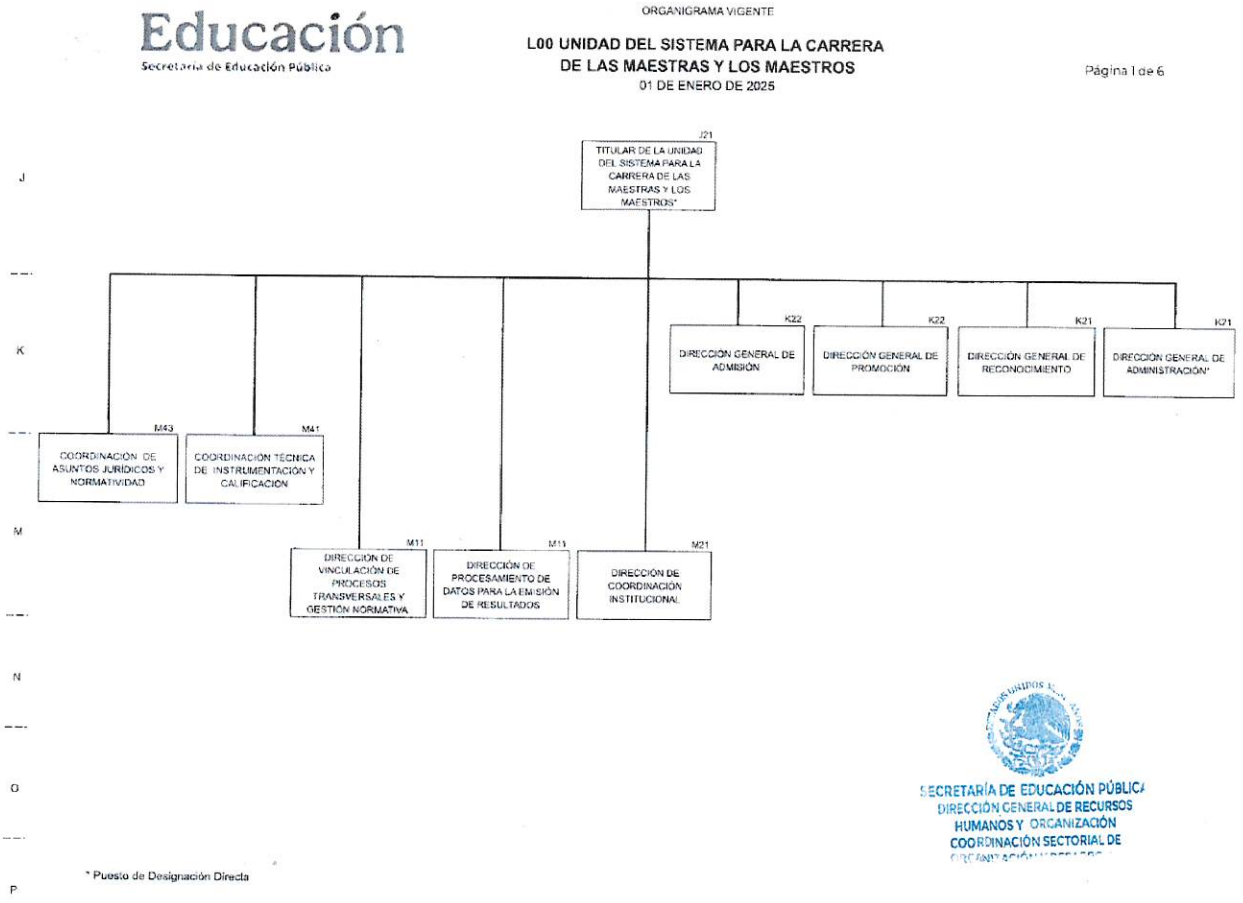 Educación
Secretaría de Educación Pública
ORGANIGRAMA VIGENTE
L00 UNIDAD DEL SISTEMA PARA LA CARRERA
DE LAS MAESTRAS Y LOS MAESTROS
01 DE ENERO DE 2025
Página 1 de 6
J21
TITULAR DE LA UNIDAD
DEL SISTEMA PARA LA
CARRERA DE LAS
MAESTRAS Y LOS
MAESTROS*
J
K
K22
DIRECCIÓN GENERAL DE
ADMISIÓN
K22
DIRECCIÓN GENERAL DE
PROMOCIÓN
K21
DIRECCIÓN GENERAL DE
RECONOCIMIENTO
K21
DIRECCIÓN GENERAL DE
ADMINISTRACIÓN*
M43
COORDINACIÓN DE
ASUNTOS JURÍDICOS Y
NORMATIVIDAD
M41
COORDINACIÓN TÉCNICA
DE INSTRUMENTACIÓN Y
CALIFICACIÓN
M
M11
DIRECCIÓN DE
VINCULACIÓN DE
PROCESOS
TRANSVERSALES Y
GESTIÓN NORMATIVA
M11
DIRECCIÓN DE
PROCESAMIENTO DE
DATOS PARA LA EMISIÓN
DE RESULTADOS
M21
DIRECCIÓN DE
COORDINACIÓN
INSTITUCIONAL
N
O
P
ESTADOS UNIDOS
SECRETARÍA DE EDUCACIÓN PÚBLICA
DIRECCIÓN GENERAL DE RECURSOS
HUMANOS Y ORGANIZACIÓN
COORDINACIÓN SECTORIAL DE
* Puesto de Designación Directa